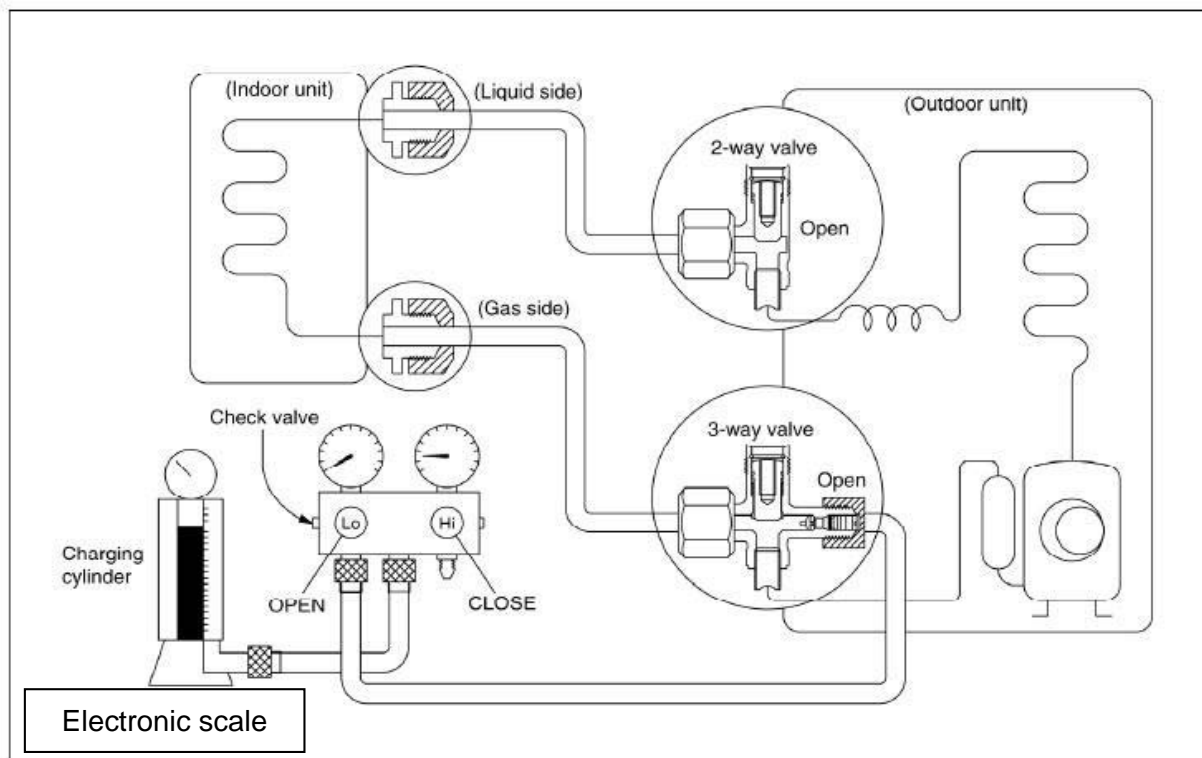 (Indoor unit)
(Liquid side)
(Outdoor unit)
2-way valve
Open
(Gas side)
Check valve
3-way valve
Open
Lo
Hi
Charging
cylinder
OPEN
CLOSE
Electronic scale